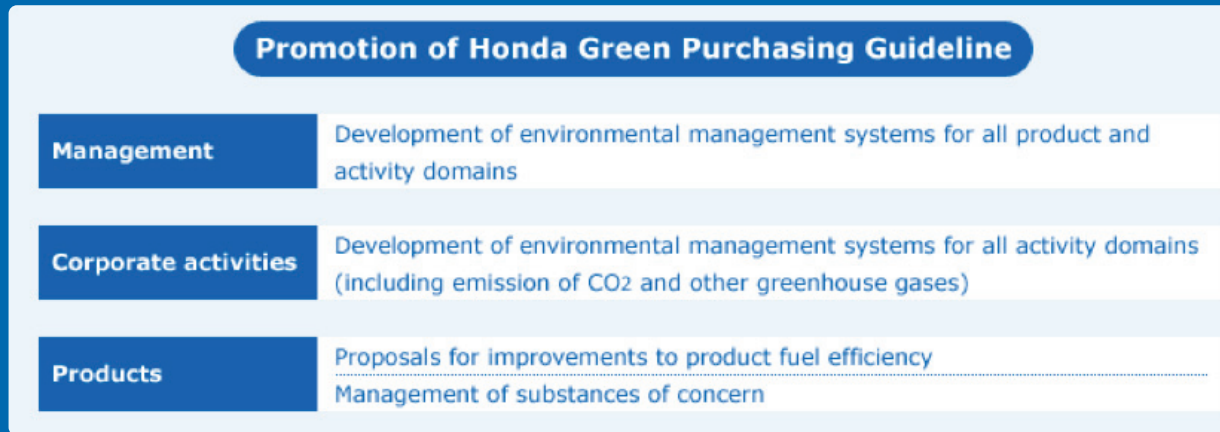 Promotion of Honda Green Purchasing Guideline
Management
Development of environmental management systems for all product and
activity domains
Corporate activities
Development of environmental management systems for all activity domains
(including emission of CO2 and other greenhouse gases)
Products
Proposals for improvements to product fuel efficiency
Management of substances of concern